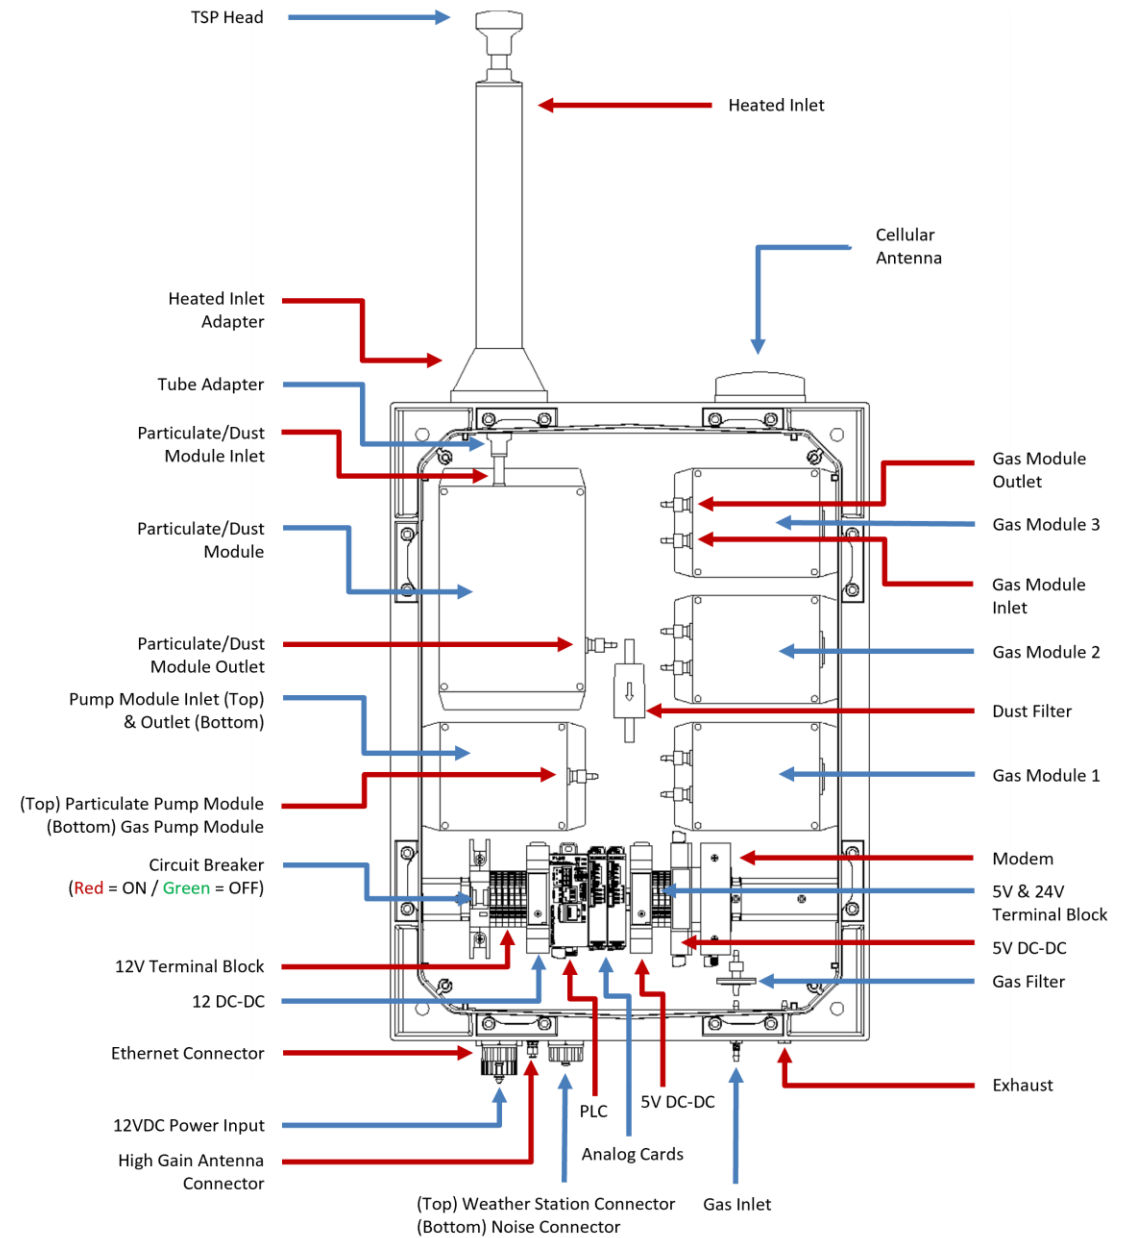 TSP Head
Heated Inlet
Cellular
Antenna
Heated Inlet
Adapter
Tube Adapter
Particulate/Dust
Module Inlet
Particulate/Dust
Module
Particulate/Dust
Module Outlet
Pump Module Inlet (Top)
& Outlet (Bottom)
(Top) Particulate Pump Module
(Bottom) Gas Pump Module
Circuit Breaker
(Red = ON / Green = OFF)
12V Terminal Block
12 DC-DC
Ethernet Connector
12VDC Power Input
High Gain Antenna
Connector
Gas Module
Outlet
Gas Module 3
Gas Module
Inlet
Gas Module 2
Dust Filter
Gas Module 1
Modem
5V & 24V
Terminal Block
5V DC-DC
Gas Filter
Exhaust
PLC
5V DC-DC
Analog Cards
(Top) Weather Station Connector
(Bottom) Noise Connector
Gas Inlet